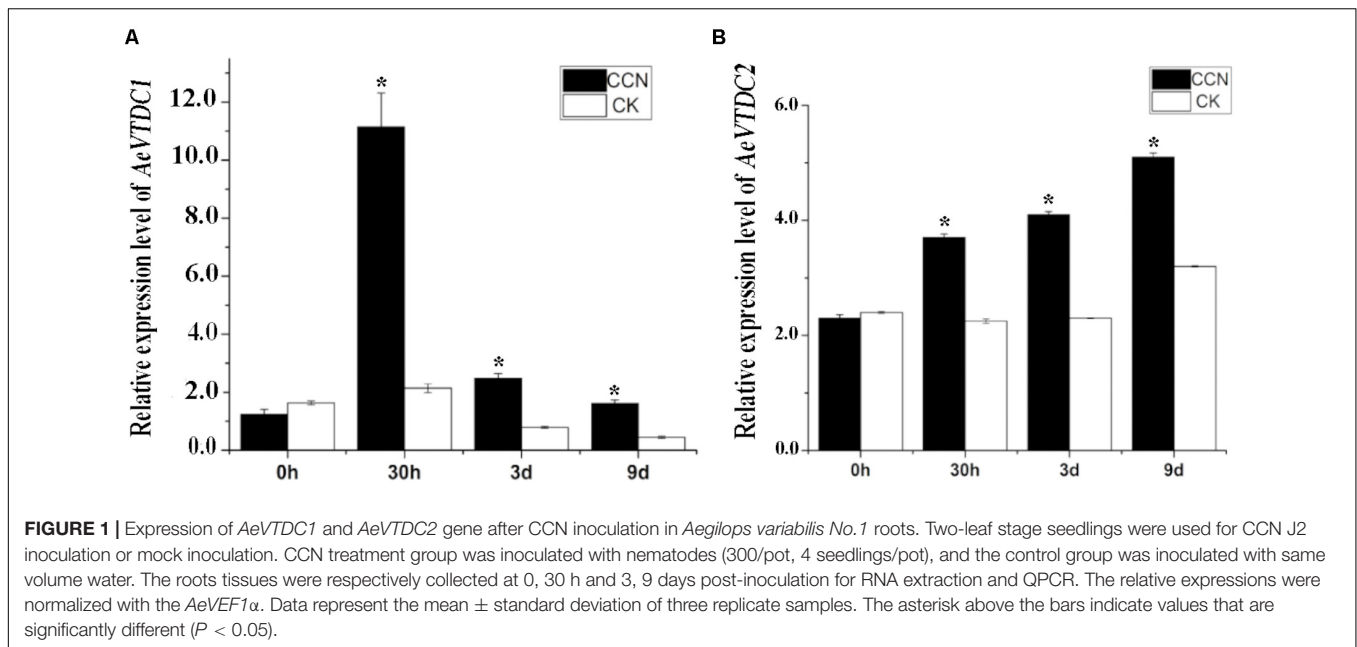 A
Relative expression level of AeVTDC1
12.0
10.0
8.0
6.0
4.0
2.0
0.0
*
*
*
CCN
CK
0h
30h
3d
9d
B
Relative expression level of AeVTDC2
6.0
4.0
2.0
0.0
*
*
*
CCN
CK
0h
30h
3d
9d
FIGURE 1 | Expression of AeVTDC1 and AeVTDC2 gene after CCN inoculation in Aegilops variabilis No.1 roots. Two-leaf stage seedlings were used for CCN J2
inoculation or mock inoculation. CCN treatment group was inoculated with nematodes (300/pot, 4 seedlings/pot), and the control group was inoculated with same
volume water. The roots tissues were respectively collected at 0, 30 h and 3, 9 days post-inoculation for RNA extraction and QPCR. The relative expressions were
normalized with the AeVEF1α. Data represent the mean ± standard deviation of three replicate samples. The asterisk above the bars indicate values that are
significantly different (P < 0.05).